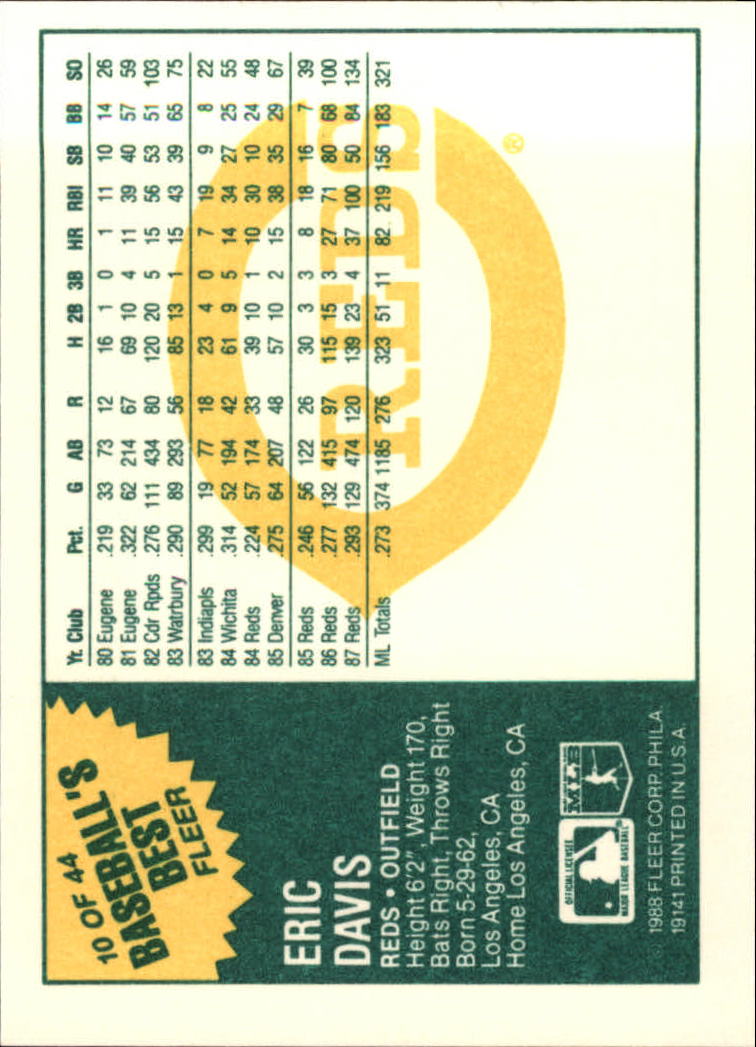 10 OF 44
BASEBALL'S
BEST
FLEER
ERIC
DAVIS
REDS • OUTFIELD
Height 6'2", Weight 170,
Bats Right, Throws Right
Born 5-29-62,
Los Angeles, CA
Home Los Angeles, CA
OFFICIAL LICENSEE
MAJOR LEAGUE BASEBALL
© 1988 FLEER CORP. PHILA.
19141 PRINTED IN U.S.A.
Yr. Club Pct. G AB R H 2B 3B HR RBI SB BB SO
80 Eugene .219 33 73 12 16 1 0 1 11 10 14 26
81 Eugene .322 62 214 67 69 10 4 11 39 40 57 59
82 Cdr Rpds .276 111 434 80 120 20 5 15 56 53 51 103
83 Watrbury .290 89 293 56 85 13 1 15 43 39 65 75
83 Indiapls .299 19 77 18 23 4 0 7 19 9 8 22
84 Wichita .314 52 194 42 61 9 5 14 34 27 25 55
84 Reds .224 57 174 33 39 10 1 10 30 10 24 48
85 Denver .275 64 207 48 57 10 2 15 38 35 29 67
85 Reds .246 56 122 26 30 3 3 8 18 16 7 39
86 Reds .277 132 415 97 115 15 3 27 71 80 68 100
87 Reds .293 129 474 120 139 23 4 37 100 50 84 134
ML Totals .273 374 1185 276 323 51 11 82 219 156 183 321
REDS
®